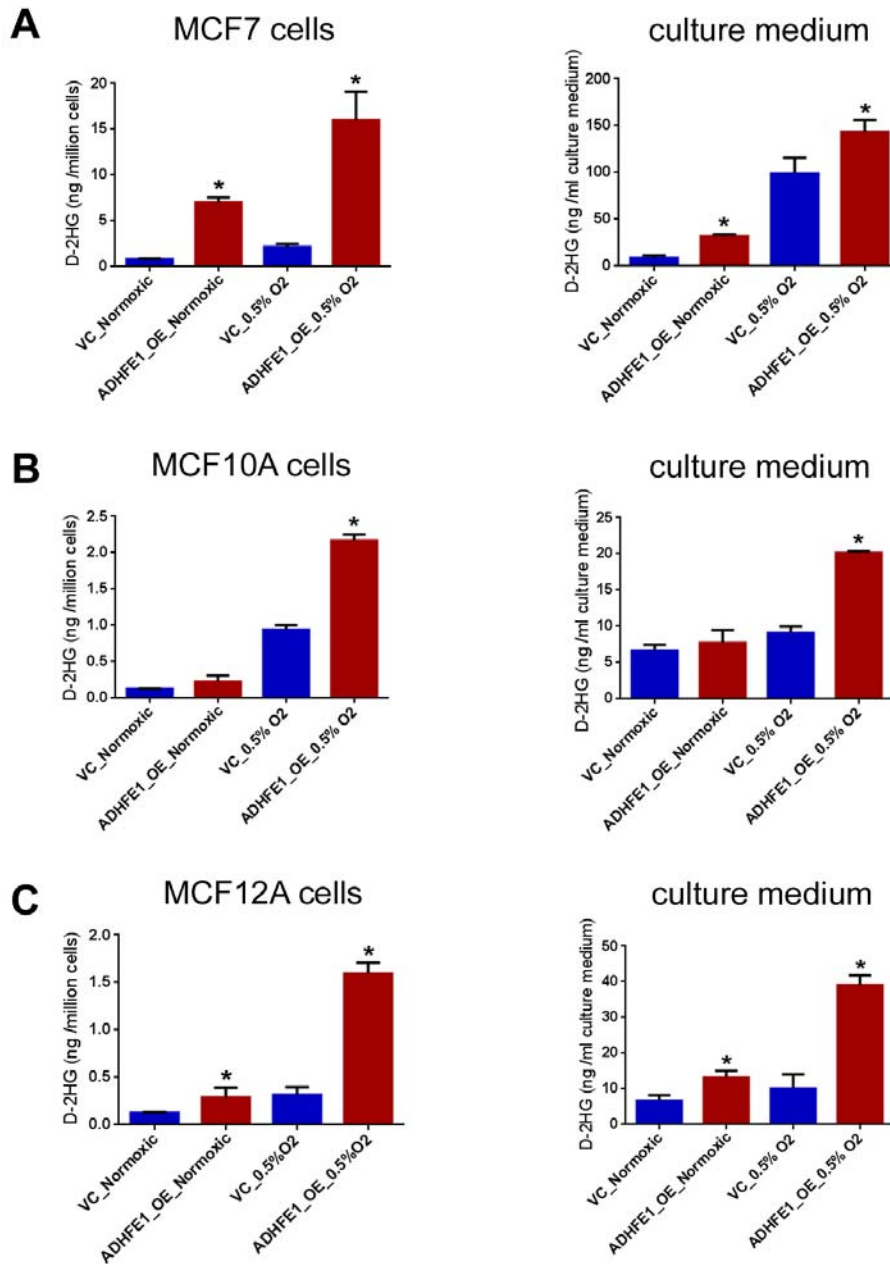 A
MCF7 cells
D-2HG (ng /million cells)
20
15
10
5
0
*
*
VC_Normoxic
ADHFE1_OE_Normoxic
VC_0.5% O2
ADHFE1_OE_0.5% O2
culture medium
D-2HG (ng /ml culture medium)
200
150
100
50
0
*
*
VC_Normoxic
ADHFE1_OE_Normoxic
VC_0.5% O2
ADHFE1_OE_0.5% O2
B
MCF10A cells
D-2HG (ng /million cells)
2.5
2.0
1.5
1.0
0.5
0.0
*
VC_Normoxic
ADHFE1_OE_Normoxic
VC_0.5% O2
ADHFE1_OE_0.5% O2
culture medium
D-2HG (ng /ml culture medium)
25
20
15
10
5
0
*
VC_Normoxic
ADHFE1_OE_Normoxic
VC_0.5% O2
ADHFE1_OE_0.5% O2
C
MCF12A cells
D-2HG (ng /million cells)
2.0
1.5
1.0
0.5
0.0
*
*
VC_Normoxic
ADHFE1_OE_Normoxic
VC_0.5%O2
ADHFE1_OE_0.5%O2
culture medium
D-2HG (ng /ml culture medium)
50
40
30
20
10
0
*
*
VC_Normoxic
ADHFE1_OE_Normoxic
VC_0.5% O2
ADHFE1_OE_0.5% O2